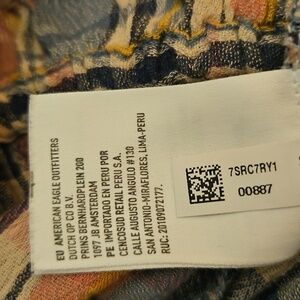 EU AMERICAN EAGLE OUTFITTERS
DUTCH OP CO B.V.
PRINS BERNHARDPLEIN 200
1097 JB AMSTERDAM
PE IMPORTADO EN PERU POR
CENCOSUD RETAIL PERU S.A.
CALLE AUGUSTO ANGULO #130
SAN ANTONIO-MIRAFLORES, LIMA-PERU
RUC: 20109072177.
7SRC7RY1
00887